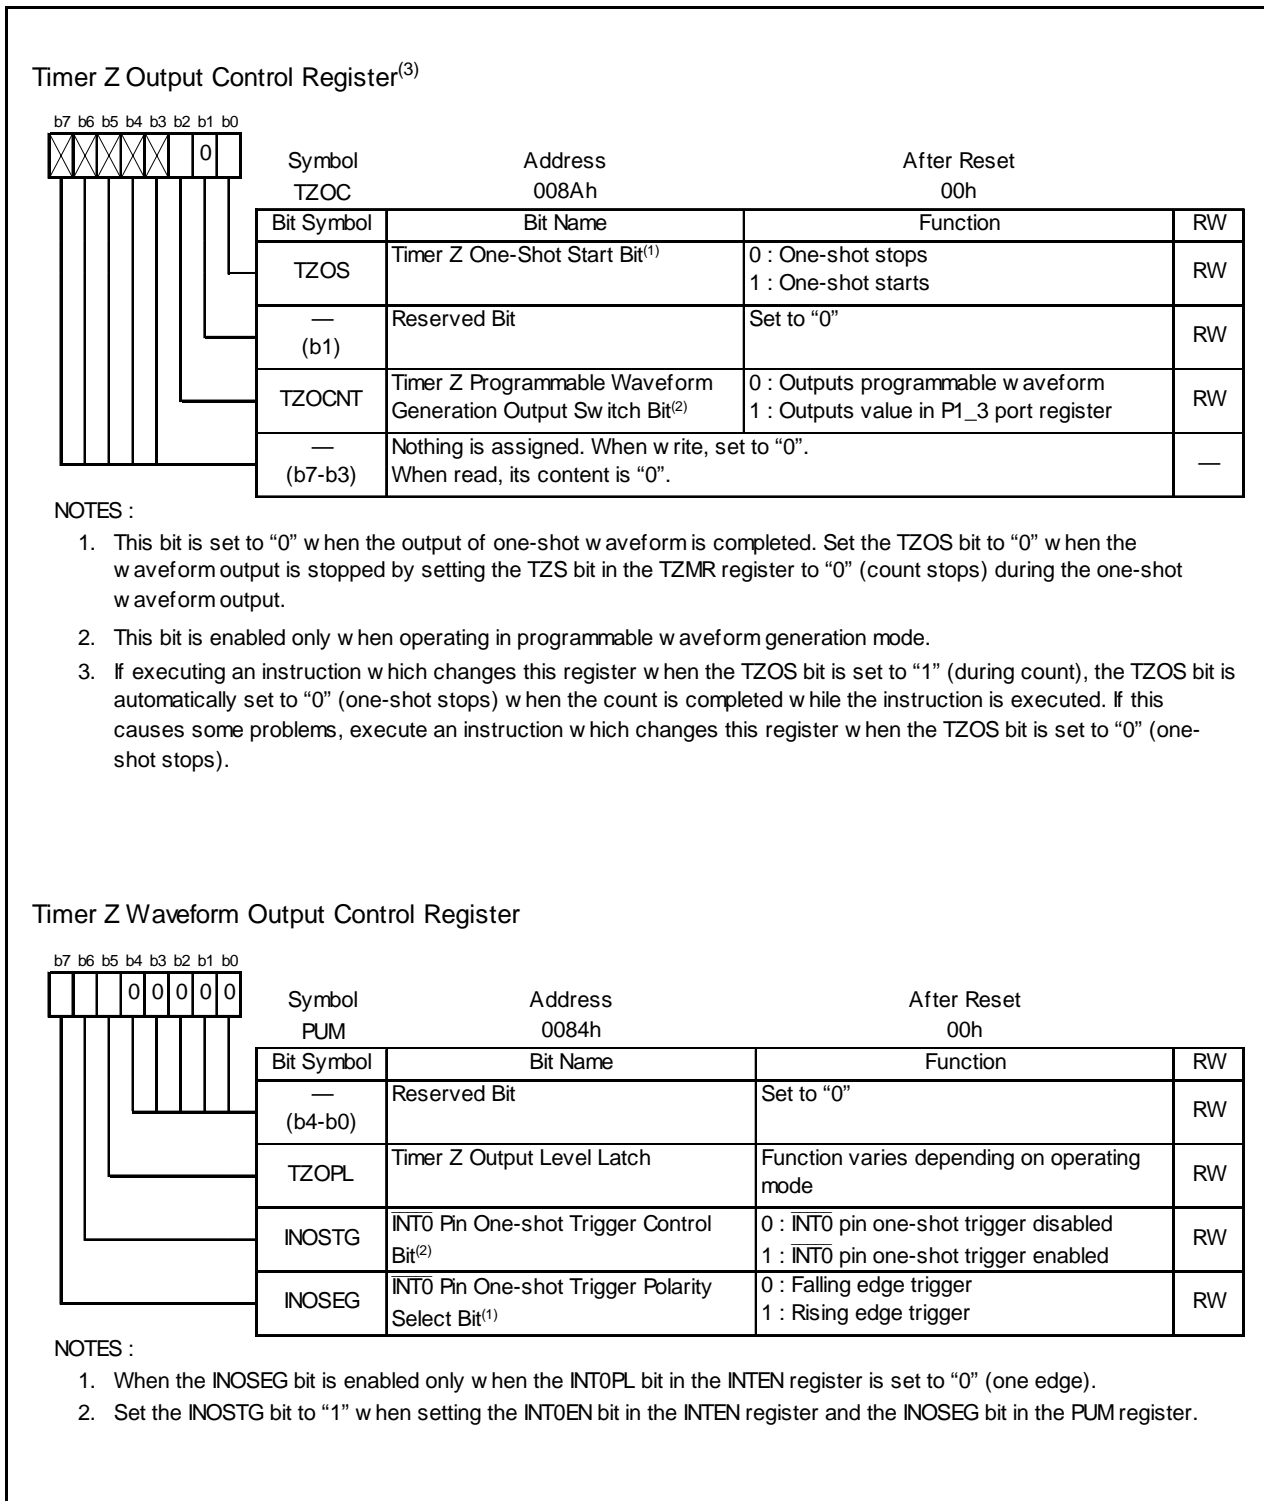 Timer Z Output Control Register(3)
b7 b6 b5 b4 b3 b2 b1 b0
0
Symbol Address After Reset
TZOC 008Ah 00h
Bit Symbol Bit Name Function RW
TZOS Timer Z One-Shot Start Bit(1) 0 : One-shot stops
1 : One-shot starts RW
— Reserved Bit Set to “0”
(b1) RW
TZOCNT Timer Z Programmable Waveform 0 : Outputs programmable waveform
Generation Output Switch Bit(2) 1 : Outputs value in P1_3 port register RW
— Nothing is assigned. When write, set to “0”.
(b7-b3) When read, its content is “0”. —
NOTES :
1. This bit is set to “0” when the output of one-shot waveform is completed. Set the TZOS bit to “0” when the
waveform output is stopped by setting the TZS bit in the TZMR register to “0” (count stops) during the one-shot
waveform output.
2. This bit is enabled only when operating in programmable waveform generation mode.
3. If executing an instruction which changes this register when the TZOS bit is set to “1” (during count), the TZOS bit is
automatically set to “0” (one-shot stops) when the count is completed while the instruction is executed. If this
causes some problems, execute an instruction which changes this register when the TZOS bit is set to “0” (one-
shot stops).
Timer Z Waveform Output Control Register
b7 b6 b5 b4 b3 b2 b1 b0
0 0 0 0 0
Symbol Address After Reset
PUM 0084h 00h
Bit Symbol Bit Name Function RW
— Reserved Bit Set to “0”
(b4-b0) RW
TZOPL Timer Z Output Level Latch Function varies depending on operating
mode RW
INOSTG INT0 Pin One-shot Trigger Control 0 : INT0 pin one-shot trigger disabled
Bit(2) 1 : INT0 pin one-shot trigger enabled RW
INOSEG INT0 Pin One-shot Trigger Polarity 0 : Falling edge trigger
Select Bit(1) 1 : Rising edge trigger RW
NOTES :
1. When the INOSEG bit is enabled only when the INT0PL bit in the INTEN register is set to “0” (one edge).
2. Set the INOSTG bit to “1” when setting the INT0EN bit in the INTEN register and the INOSEG bit in the PUM register.